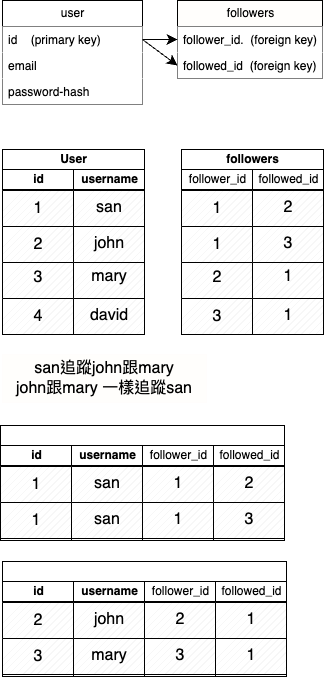 user followers
id (primary key) follower_id. (foreign key)
email followed_id (foreign key)
password-hash
User followers
id username follower_id followed_id
1 san 1 2
2 john 1 3
3 mary 2 1
4 david 3 1
san追蹤john跟mary
john跟mary 一樣追蹤san
id username follower_id followed_id
1 san 1 2
1 san 1 3
id username follower_id followed_id
2 john 2 1
3 mary 3 1